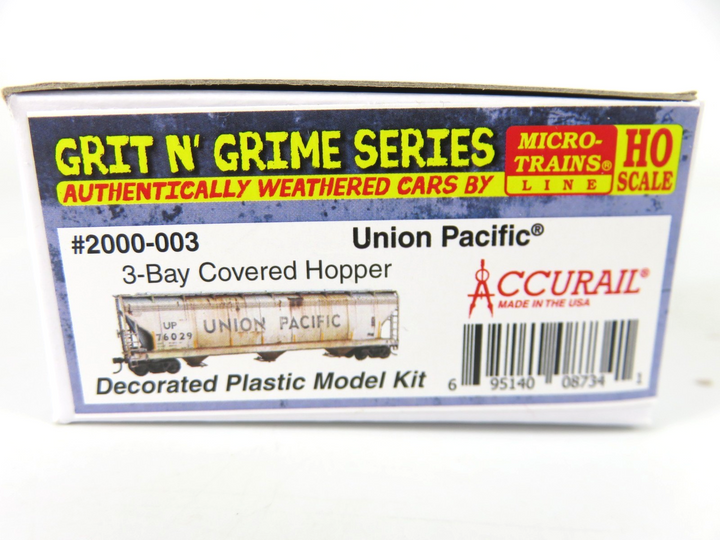 GRIT N' GRIME SERIES
AUTHENTICALLY WEATHERED CARS BY
MICRO-
TRAINS®
LINE
HO
SCALE
#2000-003
Union Pacific®
3-Bay Covered Hopper
ACCURAIL®
MADE IN THE USA
UP
76029
UNION PACIFIC
Decorated Plastic Model Kit
6 95140 08734 1